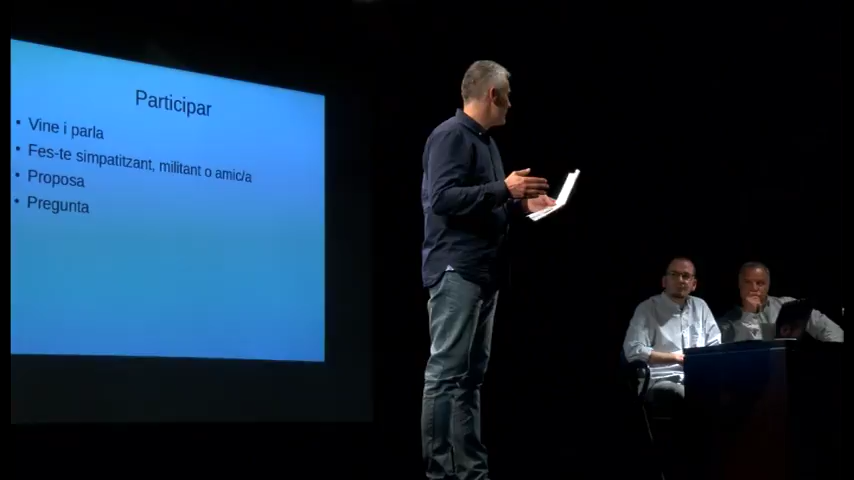 Participar
Vine i parla
Fes-te simpatitzant, militant o amic/a
Proposa
Pregunta